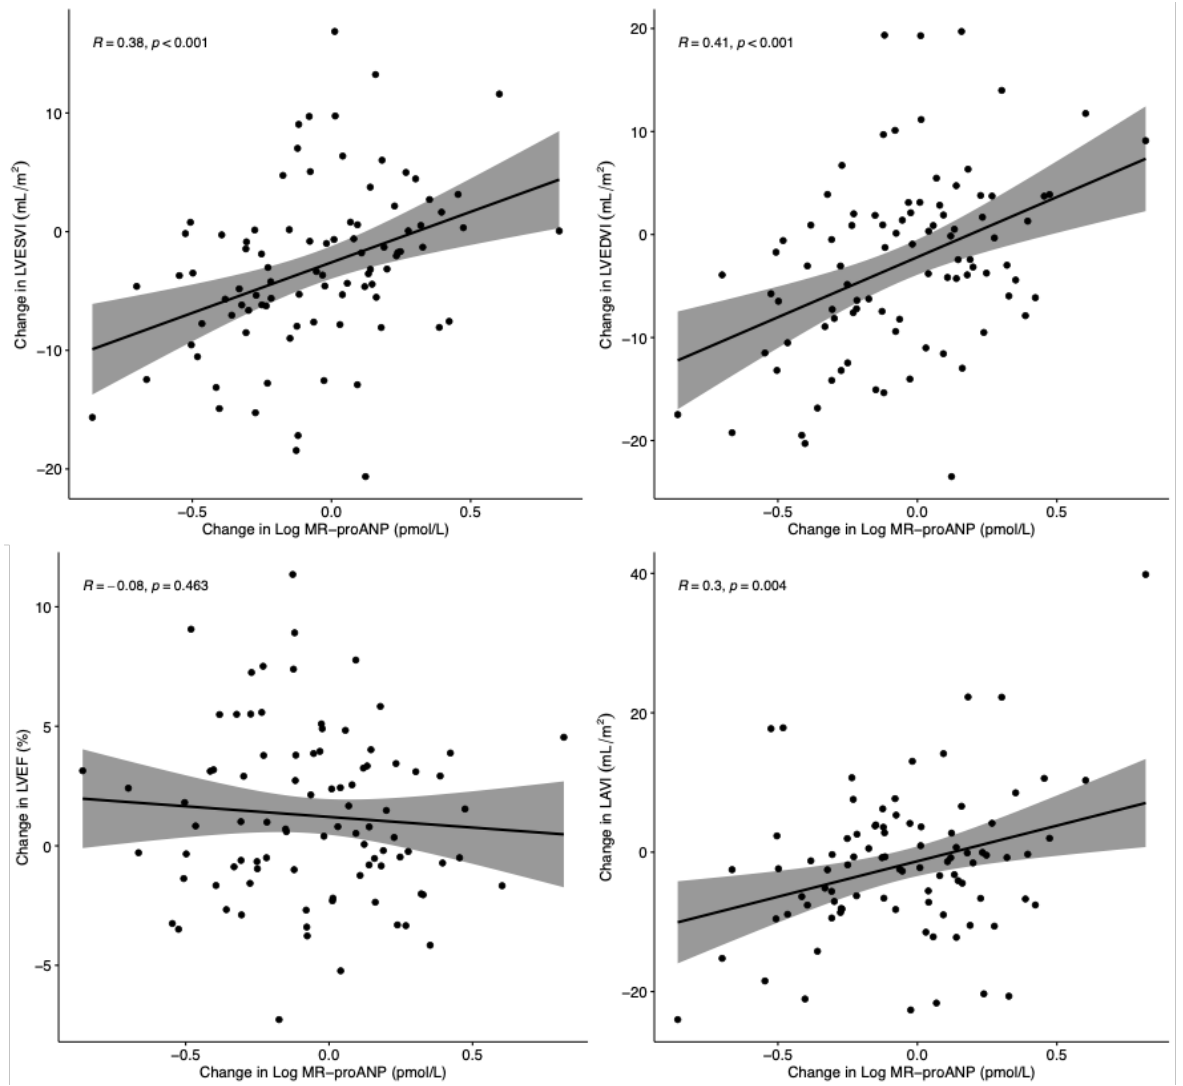 R = 0.38, p < 0.001
10
0
−10
−20
Change in LVESVI (mL/m²)
−0.5 0.0 0.5
Change in Log MR−proANP (pmol/L)
R = 0.41, p < 0.001
20
10
0
−10
−20
Change in LVEDVI (mL/m²)
−0.5 0.0 0.5
Change in Log MR−proANP (pmol/L)
R = −0.08, p = 0.463
10
5
0
−5
Change in LVEF (%)
−0.5 0.0 0.5
Change in Log MR−proANP (pmol/L)
R = 0.3, p = 0.004
40
20
0
−20
Change in LAVI (mL/m²)
−0.5 0.0 0.5
Change in Log MR−proANP (pmol/L)